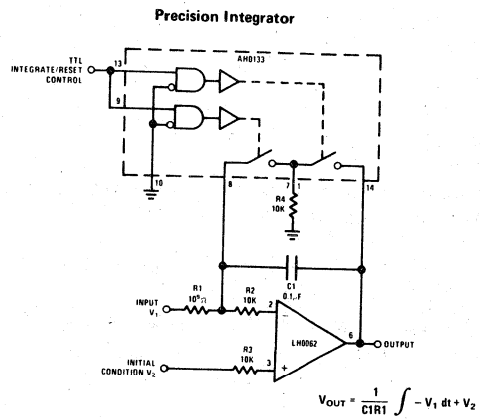 Precision Integrator
AH0133
TTL
INTEGRATE/RESET
CONTROL
13
9
10
8
7
1
14
R4
10K
C1
0.1µF
R1
10⁵Ω
R2
10K
INPUT
V₁
2
−
6
LH0062
OUTPUT
R3
10K
3
+
INITIAL
CONDITION V₂
V_OUT = 1/C1R1 ∫ − V₁ dt + V₂